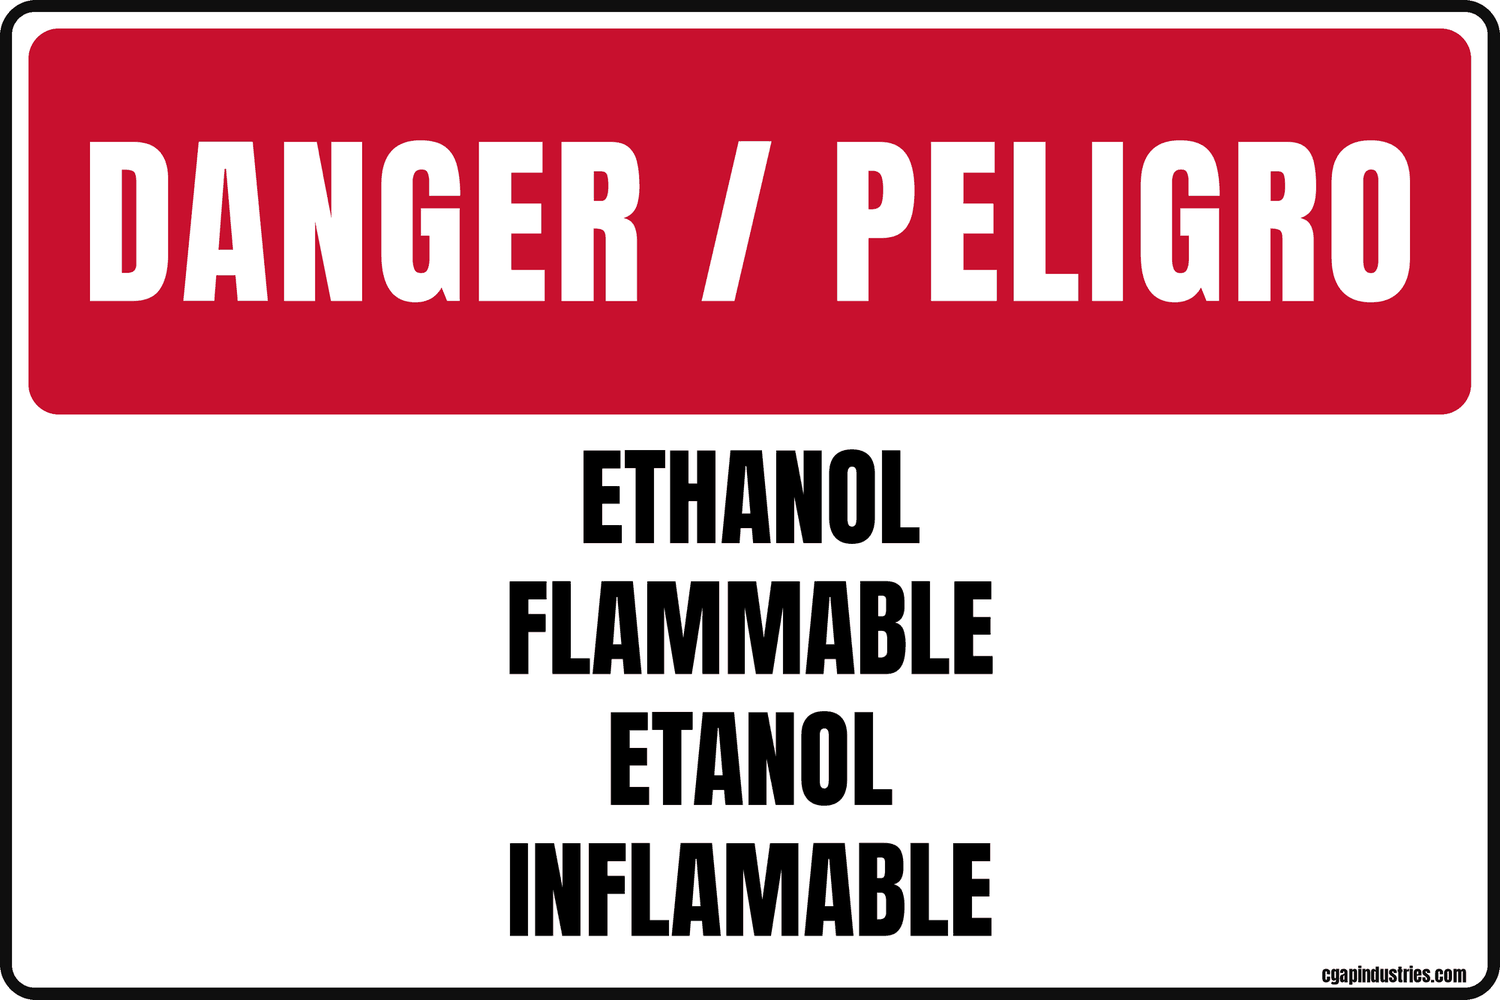 DANGER / PELIGRO
ETHANOL
FLAMMABLE
ETANOL
INFLAMABLE
cgapindustries.com